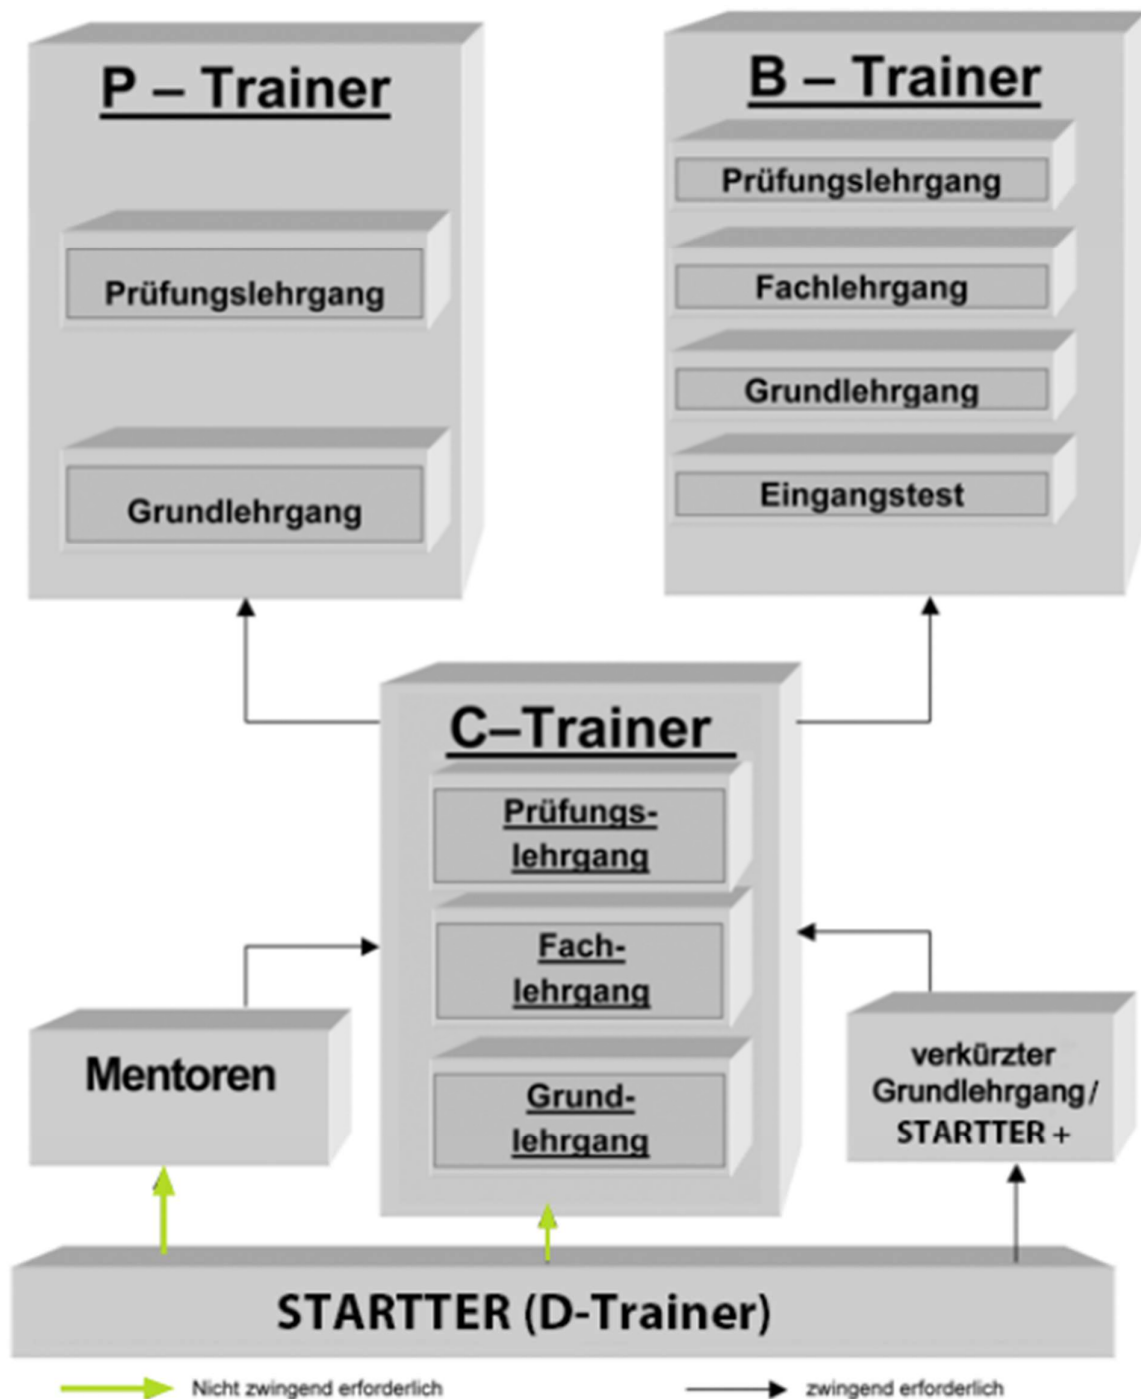 P – Trainer
Prüfungslehrgang
Grundlehrgang
B – Trainer
Prüfungslehrgang
Fachlehrgang
Grundlehrgang
Eingangstest
C–Trainer
Prüfungs-
lehrgang
Fach-
lehrgang
Grund-
lehrgang
Mentoren
verkürzter
Grundlehrgang/
STARTTER +
STARTTER (D-Trainer)
Nicht zwingend erforderlich
zwingend erforderlich